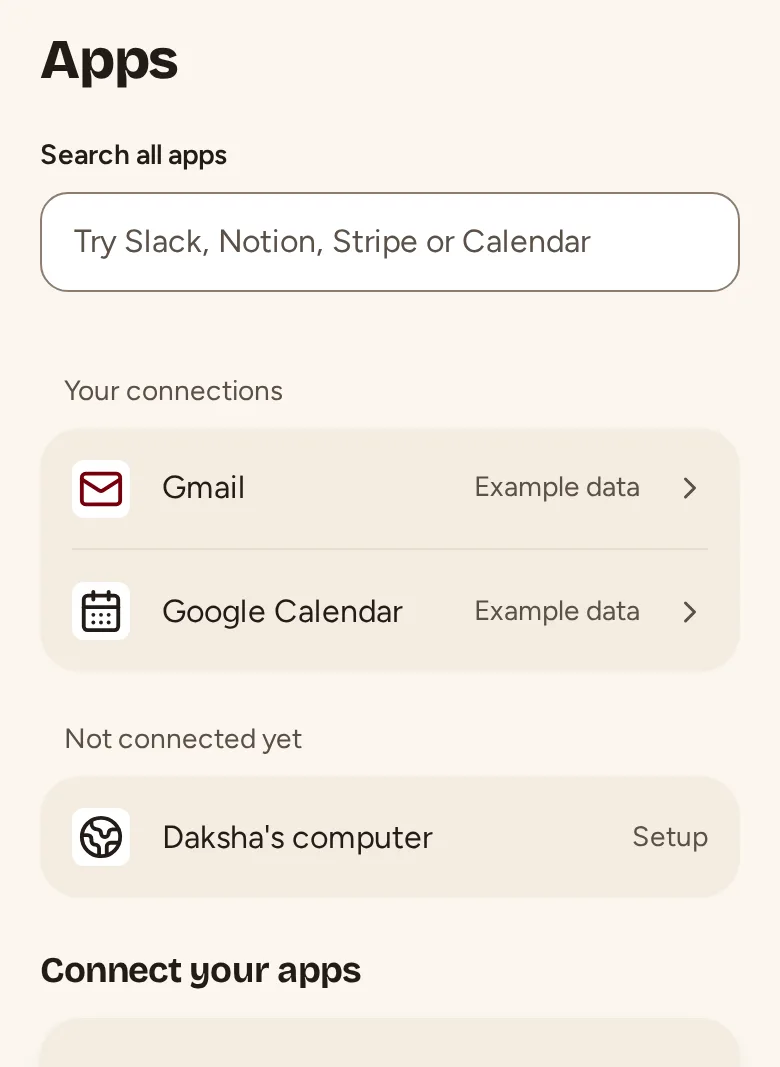 Apps
Search all apps
Try Slack, Notion, Stripe or Calendar
Your connections
Gmail Example data
Google Calendar Example data
Not connected yet
Daksha's computer Setup
Connect your apps